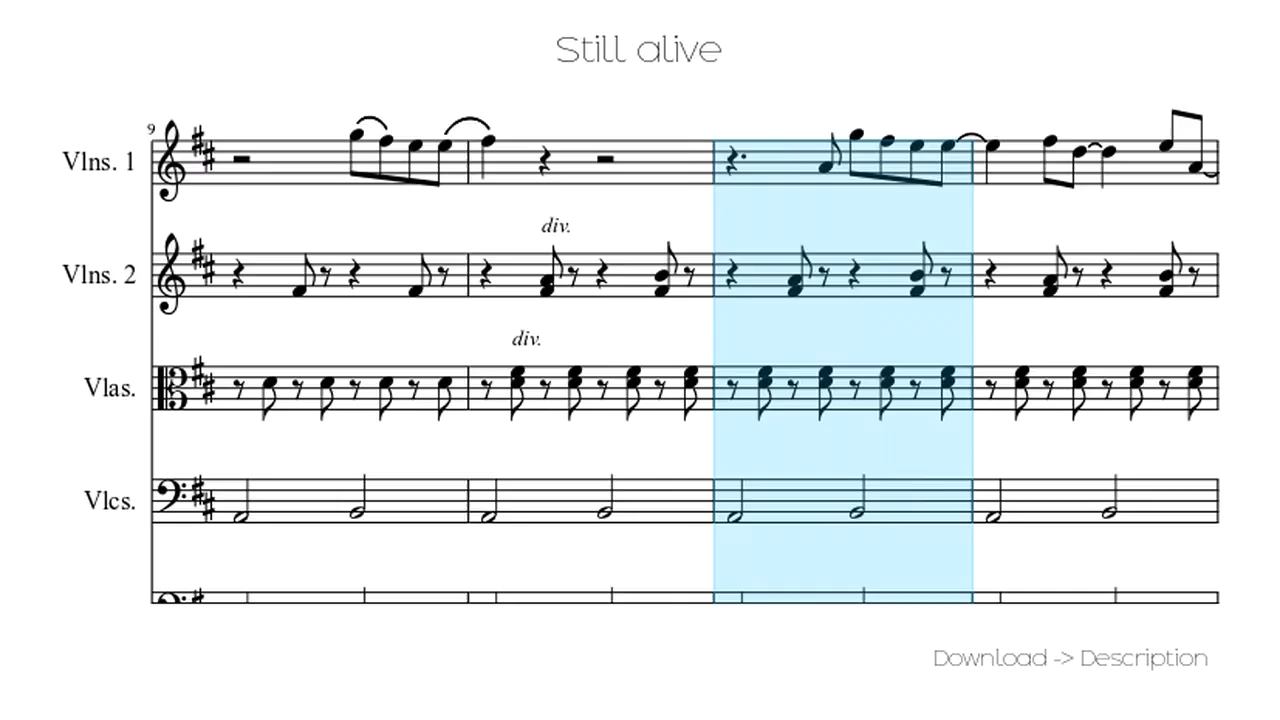 Still alive
9
Vlns. 1
div.
Vlns. 2
div.
Vlas.
Vlcs.
Download -> Description